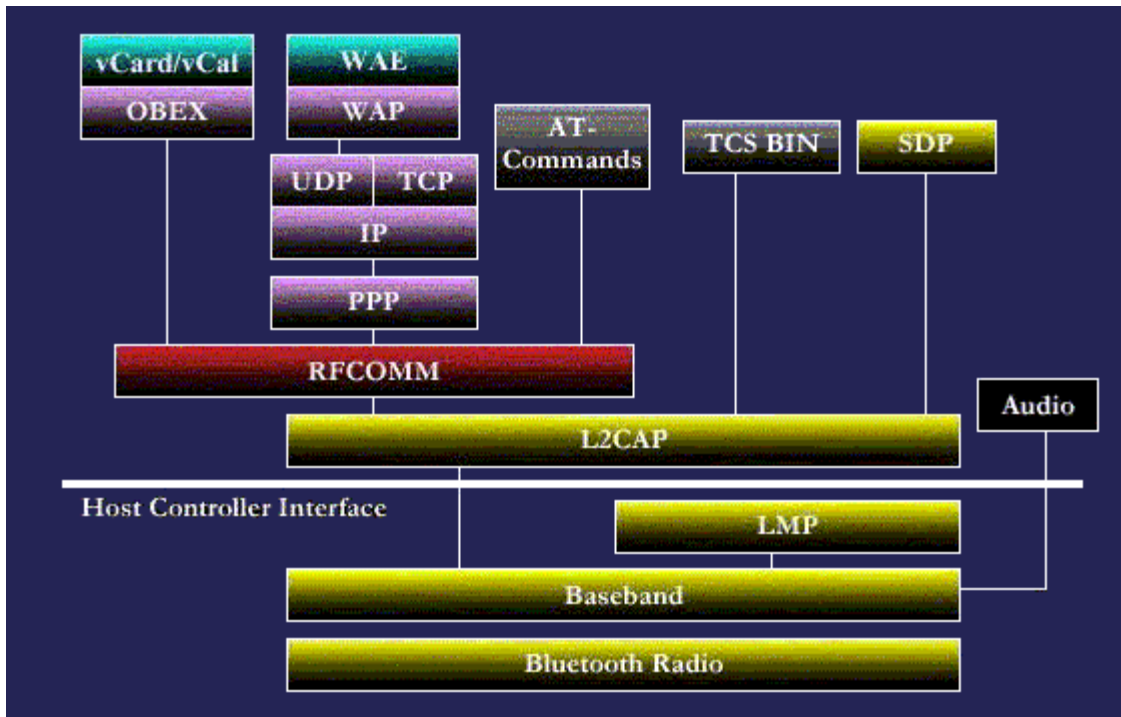 vCard/vCal
OBEX
WAE
WAP
UDP
TCP
IP
PPP
AT-
Commands
TCS BIN
SDP
RFCOMM
Audio
L2CAP
Host Controller Interface
LMP
Baseband
Bluetooth Radio